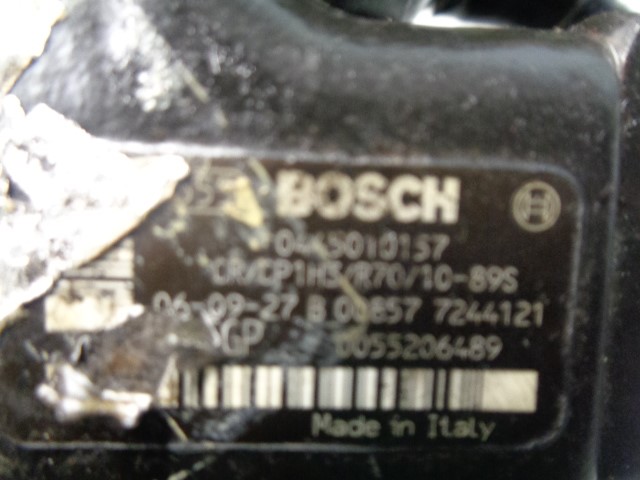 BOSCH
0445010157
CR/CP1H3/R70/10-89S
06-09-27 B 00857 7244121
GP 0055206489
Made in Italy